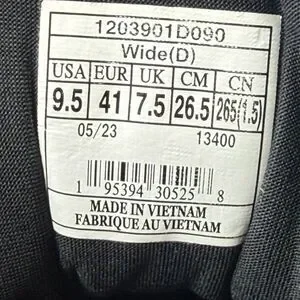 1203901D090
Wide(D)
USA EUR UK CM CN
9.5 41 7.5 26.5 265(1.5)
05/23 13400
1 95394 30525 8
MADE IN VIETNAM
FABRIQUE AU VIETNAM